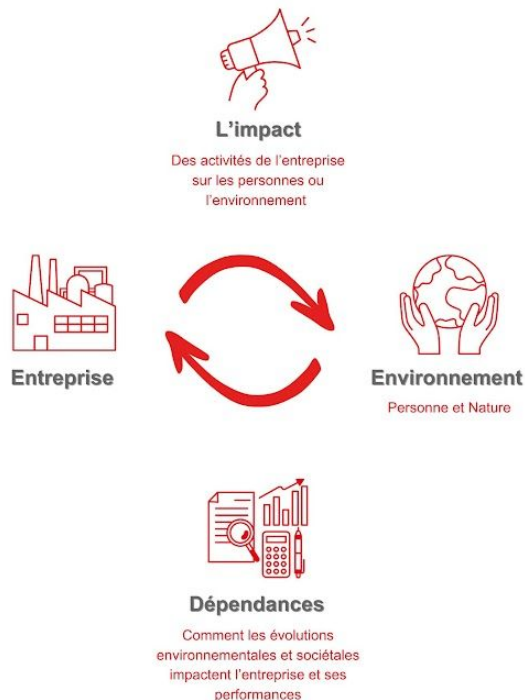 L'impact
Des activités de l'entreprise
sur les personnes ou
l'environnement
Entreprise
Environnement
Personne et Nature
Dépendances
Comment les évolutions
environnementales et sociétales
impactent l'entreprise et ses
performances